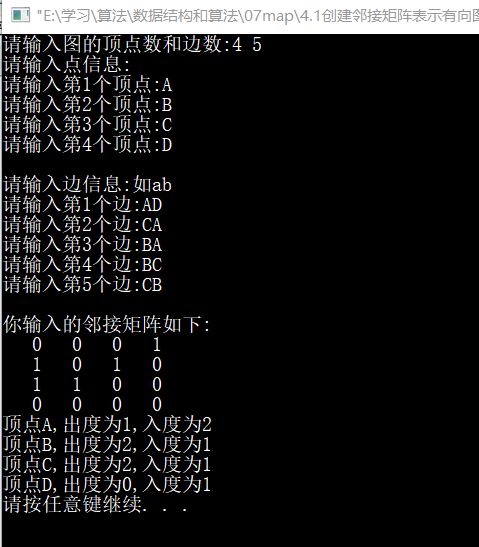 "E:\学习\算法\数据结构和算法\07map\4.1创建邻接矩阵表示有向图
请输入图的顶点数和边数:4 5
请输入点信息:
请输入第1个顶点:A
请输入第2个顶点:B
请输入第3个顶点:C
请输入第4个顶点:D
请输入边信息:如ab
请输入第1个边:AD
请输入第2个边:CA
请输入第3个边:BA
请输入第4个边:BC
请输入第5个边:CB
你输入的邻接矩阵如下:
0 0 0 1
1 0 1 0
1 1 0 0
0 0 0 0
顶点A,出度为1,入度为2
顶点B,出度为2,入度为1
顶点C,出度为2,入度为1
顶点D,出度为0,入度为1
请按任意键继续. . .